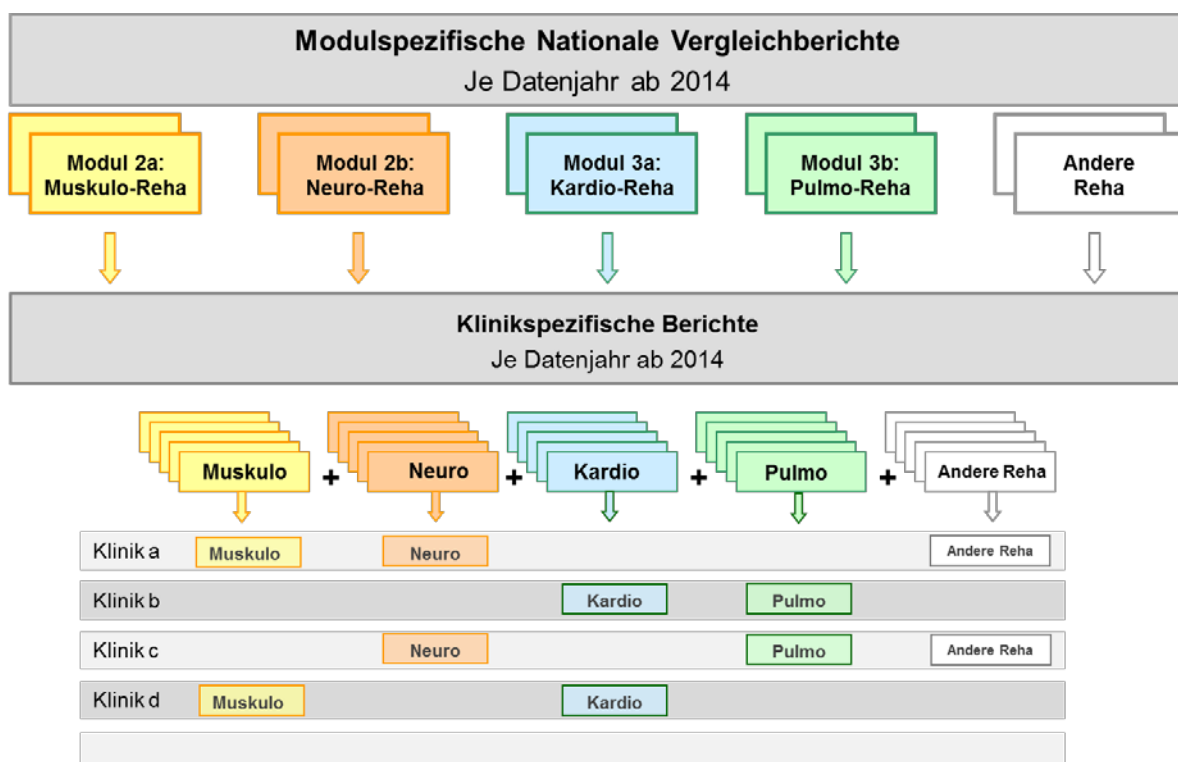 Modulspezifische Nationale Vergleichberichte
Je Datenjahr ab 2014
Modul 2a:
Muskulo-Reha
Modul 2b:
Neuro-Reha
Modul 3a:
Kardio-Reha
Modul 3b:
Pulmo-Reha
Andere
Reha
Klinikspezifische Berichte
Je Datenjahr ab 2014
Muskulo + Neuro + Kardio + Pulmo + Andere Reha
Klinik a Muskulo Neuro Andere Reha
Klinik b Kardio Pulmo
Klinik c Neuro Pulmo Andere Reha
Klinik d Muskulo Kardio